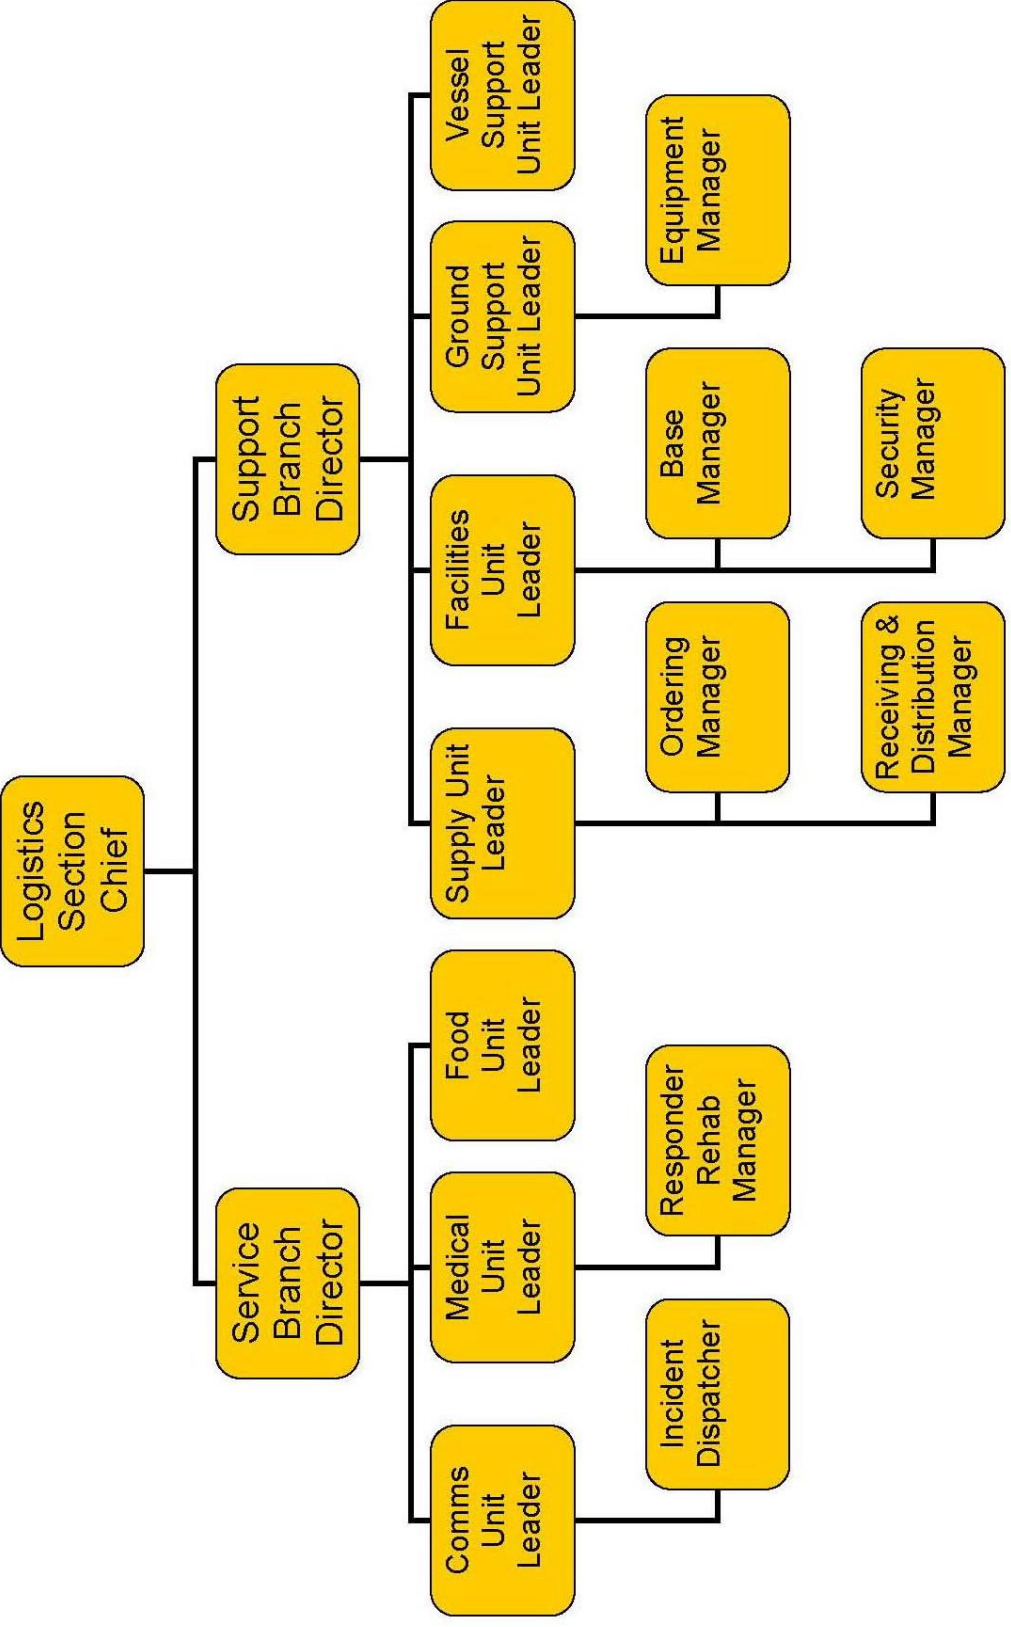 Logistics
Section
Chief
Service
Branch
Director
Support
Branch
Director
Comms
Unit
Leader
Medical
Unit
Leader
Food
Unit
Leader
Supply Unit
Leader
Facilities
Unit
Leader
Ground
Support
Unit Leader
Vessel
Support
Unit Leader
Incident
Dispatcher
Responder
Rehab
Manager
Ordering
Manager
Base
Manager
Equipment
Manager
Receiving &
Distribution
Manager
Security
Manager